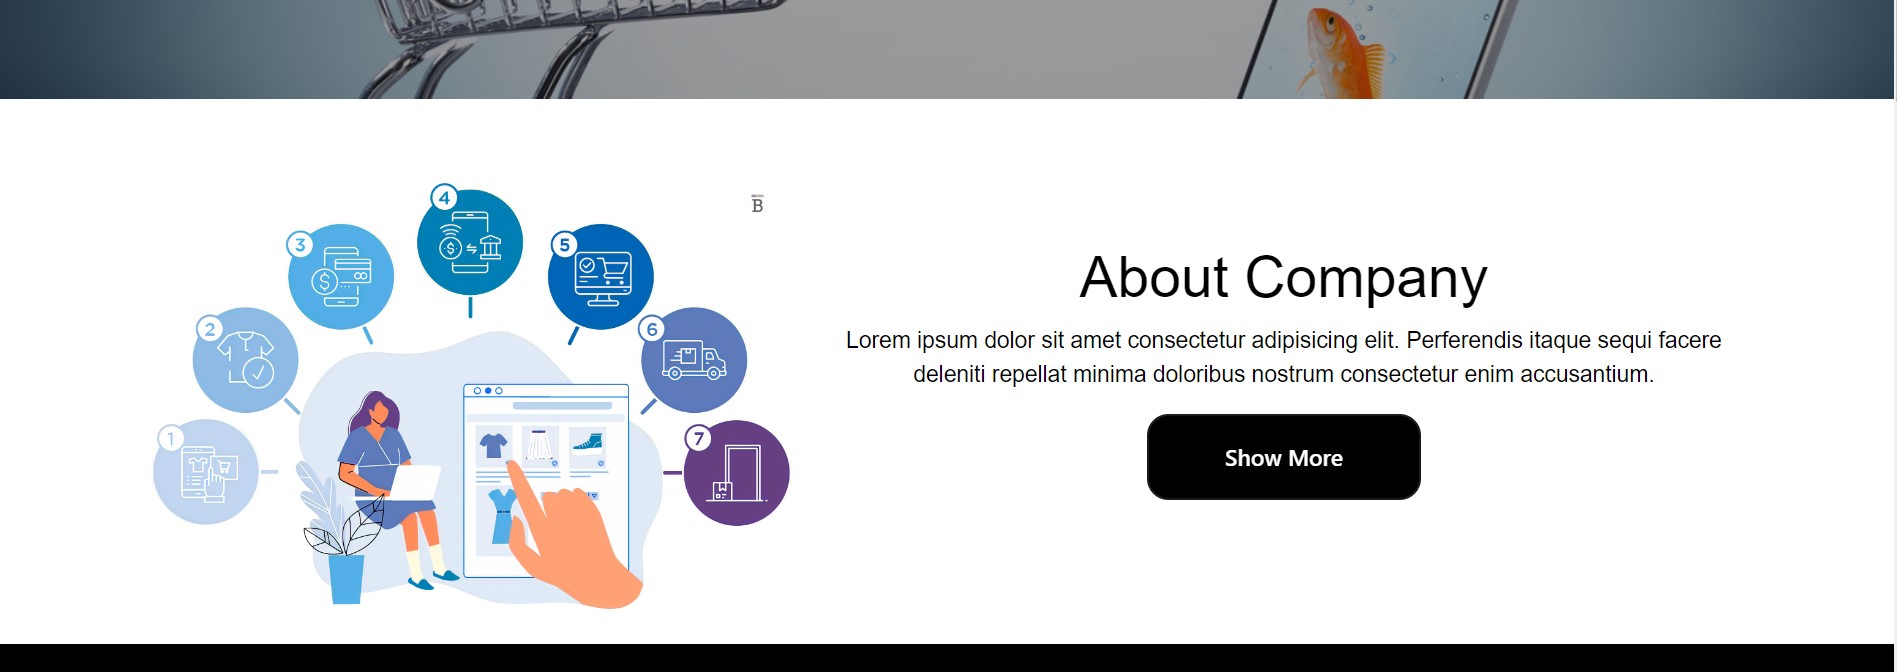 4
B
3
5
2
6
1
7
$
$
About Company
Lorem ipsum dolor sit amet consectetur adipisicing elit. Perferendis itaque sequi facere
deleniti repellat minima doloribus nostrum consectetur enim accusantium.
Show More